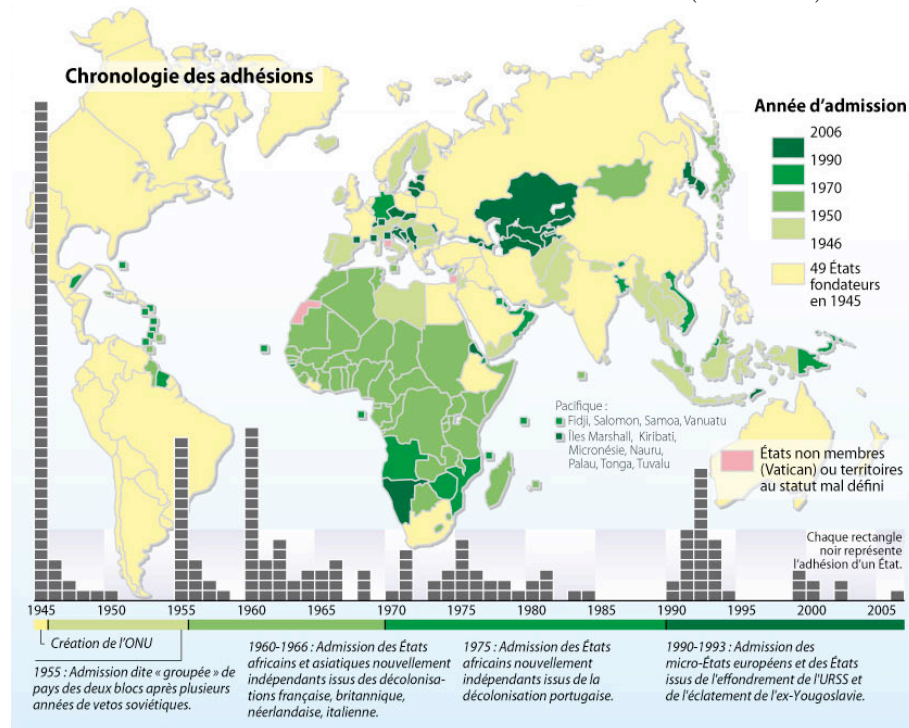 Chronologie des adhésions
Année d'admission
2006
1990
1970
1950
1946
49 États
fondateurs
en 1945
Pacifique :
Fidji, Salomon, Samoa, Vanuatu
Îles Marshall, Kiribati,
Micronésie, Nauru,
Palau, Tonga, Tuvalu
États non membres
(Vatican) ou territoires
au statut mal défini
Chaque rectangle
noir représente
l'adhésion d'un État.
1945 1950 1955 1960 1965 1970 1975 1980 1985 1990 1995 2000 2005
Création de l'ONU
1955 : Admission dite « groupée » de
pays des deux blocs après plusieurs
années de vetos soviétiques.
1960-1966 : Admission des États
africains et asiatiques nouvellement
indépendants issus des décolonisa-
tions française, britannique,
néerlandaise, italienne.
1975 : Admission des États
africains nouvellement
indépendants issus de la
décolonisation portugaise.
1990-1993 : Admission des
micro-États européens et des États
issus de l'effondrement de l'URSS et
de l'éclatement de l'ex-Yougoslavie.